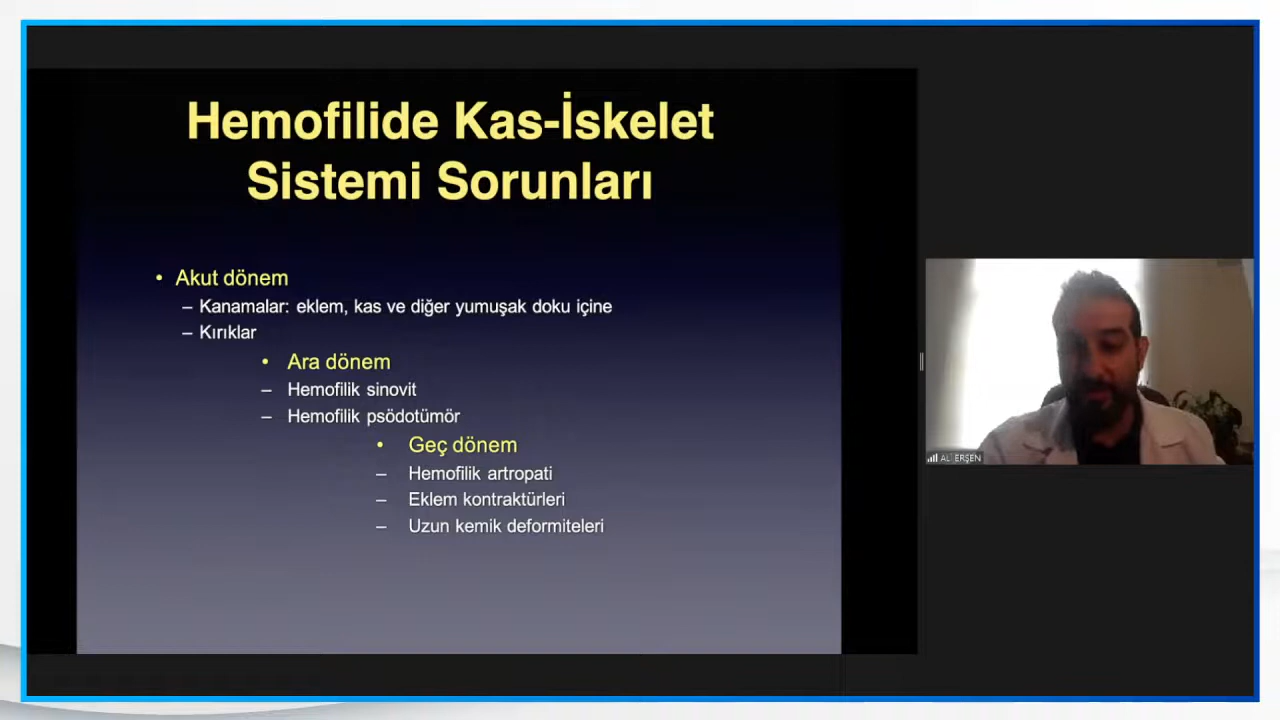 Hemofilide Kas-İskelet
Sistemi Sorunları
• Akut dönem
– Kanamalar: eklem, kas ve diğer yumuşak doku içine
– Kırıklar
• Ara dönem
– Hemofilik sinovit
– Hemofilik psödotümör
• Geç dönem
– Hemofilik artropati
– Eklem kontraktürleri
– Uzun kemik deformiteleri
ALİ ERŞEN